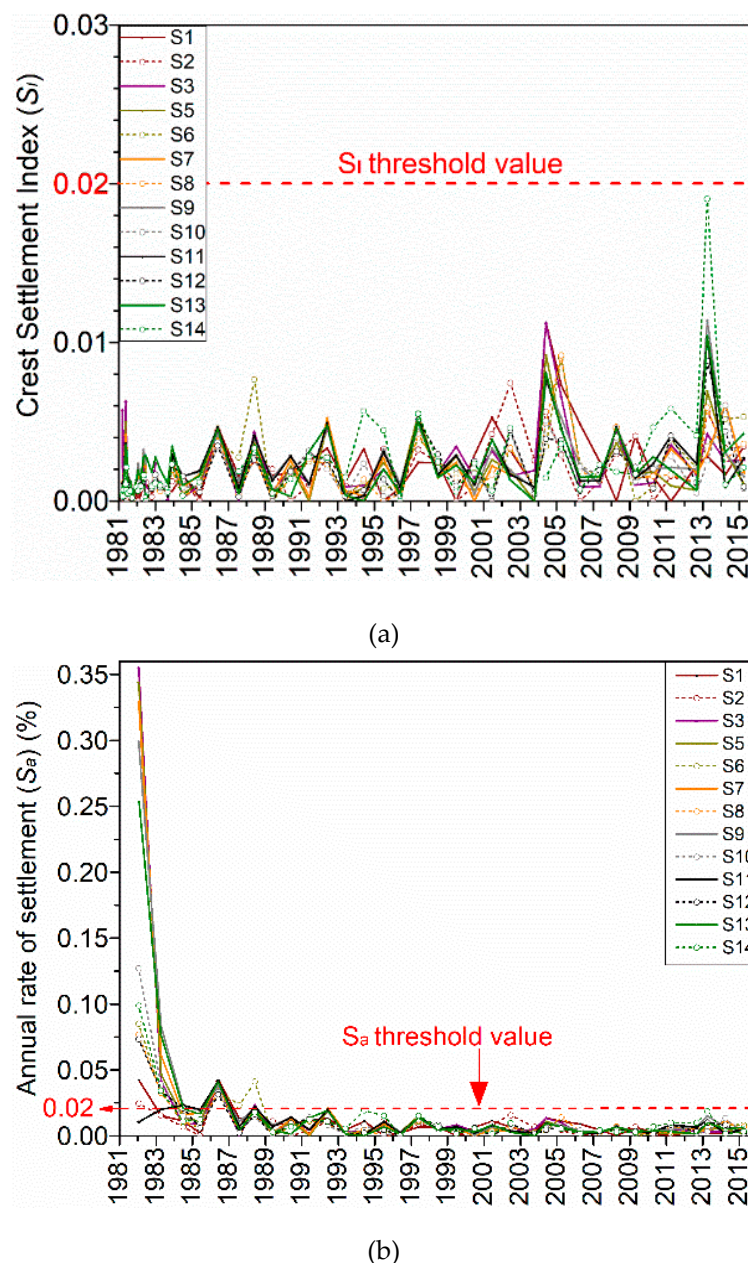 0.03
0.02
0.01
0.00
Crest Settlement Index (SI)
S1
S2
S3
S5
S6
S7
S8
S9
S10
S11
S12
S13
S14
SI threshold value
1981 1983 1985 1987 1989 1991 1993 1995 1997 1999 2001 2003 2005 2007 2009 2011 2013 2015
(a)
0.35
0.30
0.25
0.20
0.15
0.10
0.05
0.02
0.00
Annual rate of settlement (Sa) (%)
S1
S2
S3
S5
S6
S7
S8
S9
S10
S11
S12
S13
S14
Sa threshold value
1981 1983 1985 1987 1989 1991 1993 1995 1997 1999 2001 2003 2005 2007 2009 2011 2013 2015
(b)